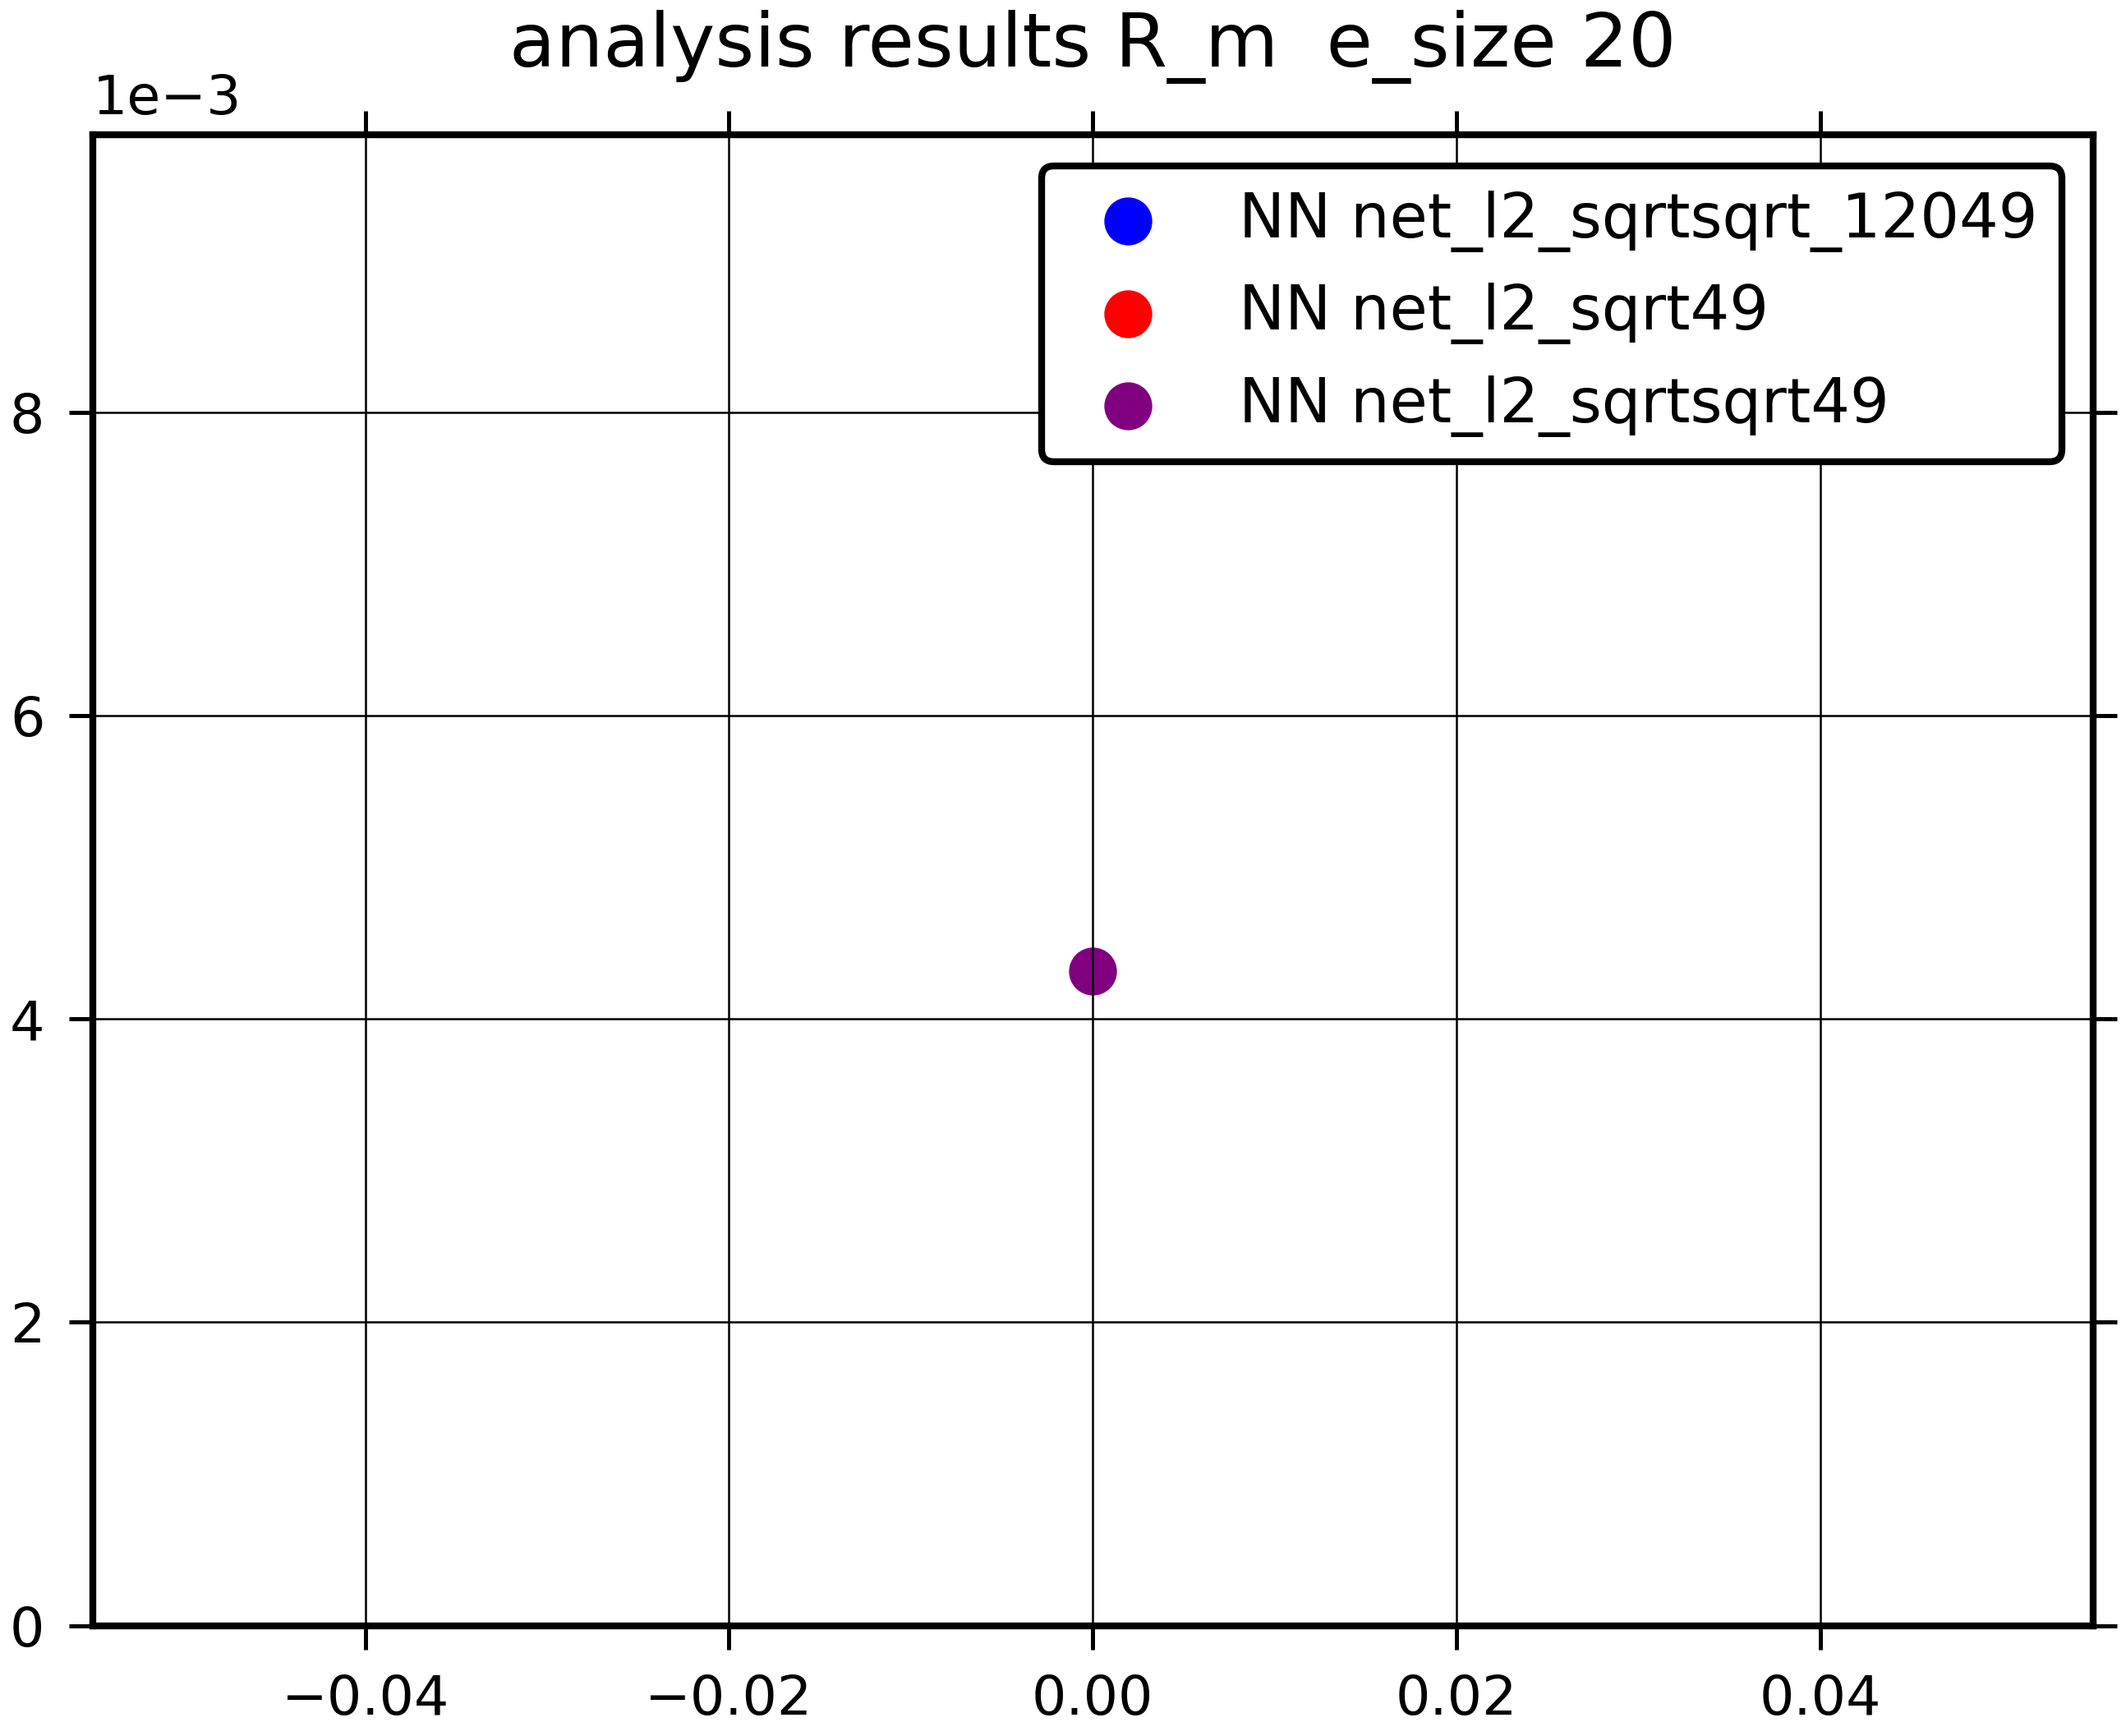 analysis results R_m  e_size 20
1e−3
NN net_l2_sqrtsqrt_12049
NN net_l2_sqrt49
NN net_l2_sqrtsqrt49
8
6
4
2
0
−0.04 −0.02 0.00 0.02 0.04